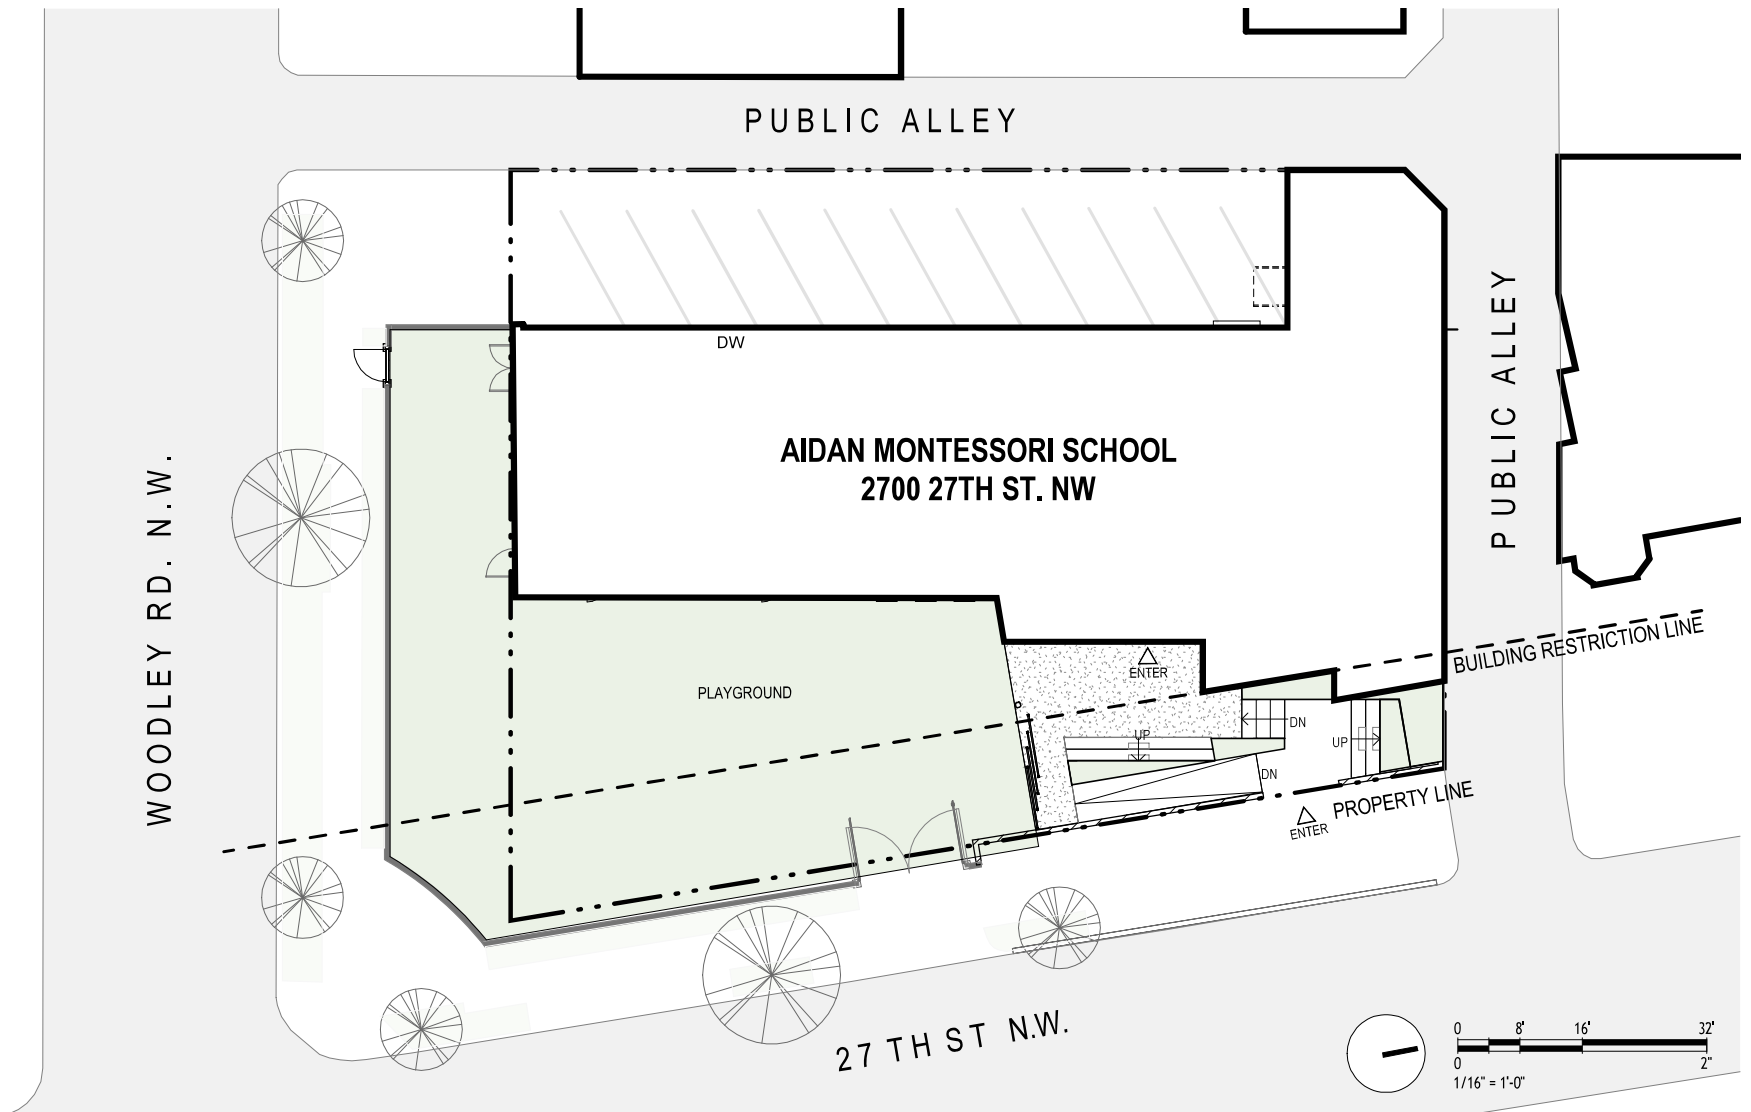 PUBLIC ALLEY
DW
AIDAN MONTESSORI SCHOOL
2700 27TH ST. NW
PUBLIC ALLEY
WOODLEY RD. N.W.
BUILDING RESTRICTION LINE
ENTER
PLAYGROUND
DN
UP
UP
DN
PROPERTY LINE
ENTER
27 TH ST N.W.
0 8' 16' 32'
0 2"
1/16" = 1'-0"